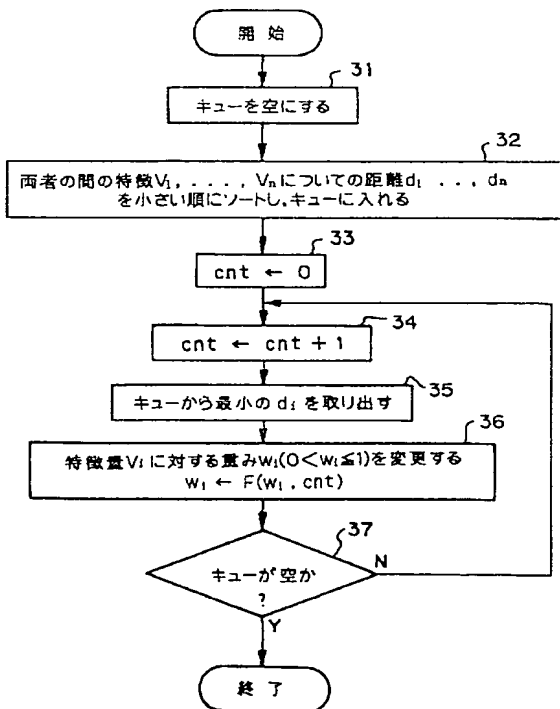 開始
31
キューを空にする
32
両者の間の特徴V₁, . . . , Vₙについての距離d₁ . . , dₙ
を小さい順にソートし,キューに入れる
33
cnt ← 0
34
cnt ← cnt + 1
35
キューから最小の dᵢ を取り出す
36
特徴量Vᵢに対する重みwᵢ(0<wᵢ≦1)を変更する
wᵢ ← F(wᵢ, cnt)
37
キューが空か
?
N
Y
終了